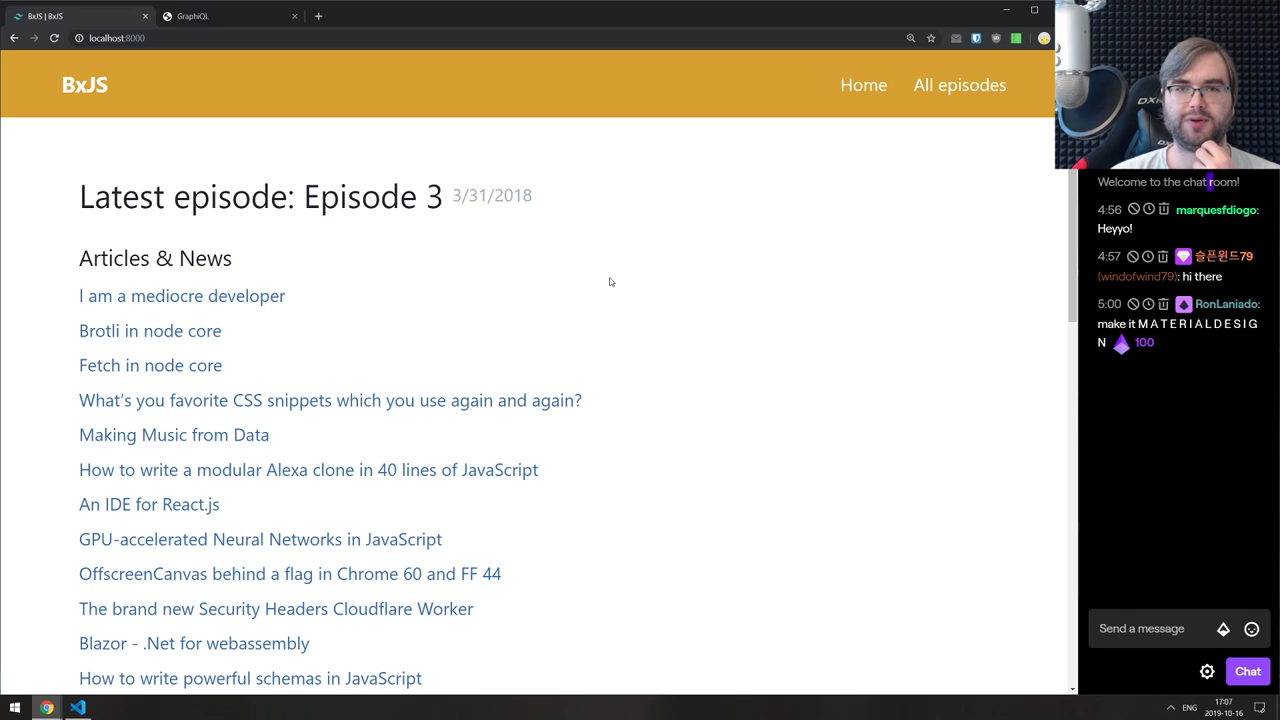 BxJS | BxJS
GraphiQL
localhost:8000
BxJS
Home
All episodes
Latest episode: Episode 3 3/31/2018
Articles & News
I am a mediocre developer
Brotli in node core
Fetch in node core
What's you favorite CSS snippets which you use again and again?
Making Music from Data
How to write a modular Alexa clone in 40 lines of JavaScript
An IDE for React.js
GPU-accelerated Neural Networks in JavaScript
OffscreenCanvas behind a flag in Chrome 60 and FF 44
The brand new Security Headers Cloudflare Worker
Blazor - .Net for webassembly
How to write powerful schemas in JavaScript
Welcome to the chat room!
4:56 marquesfdiogo:
Heyyo!
4:57 슬픈윈드79
(windofwind79): hi there
5:00 RonLaniado:
make it M A T E R I A L D E S I G
N 100
Send a message
Chat
ENG
17:07
2019-10-16